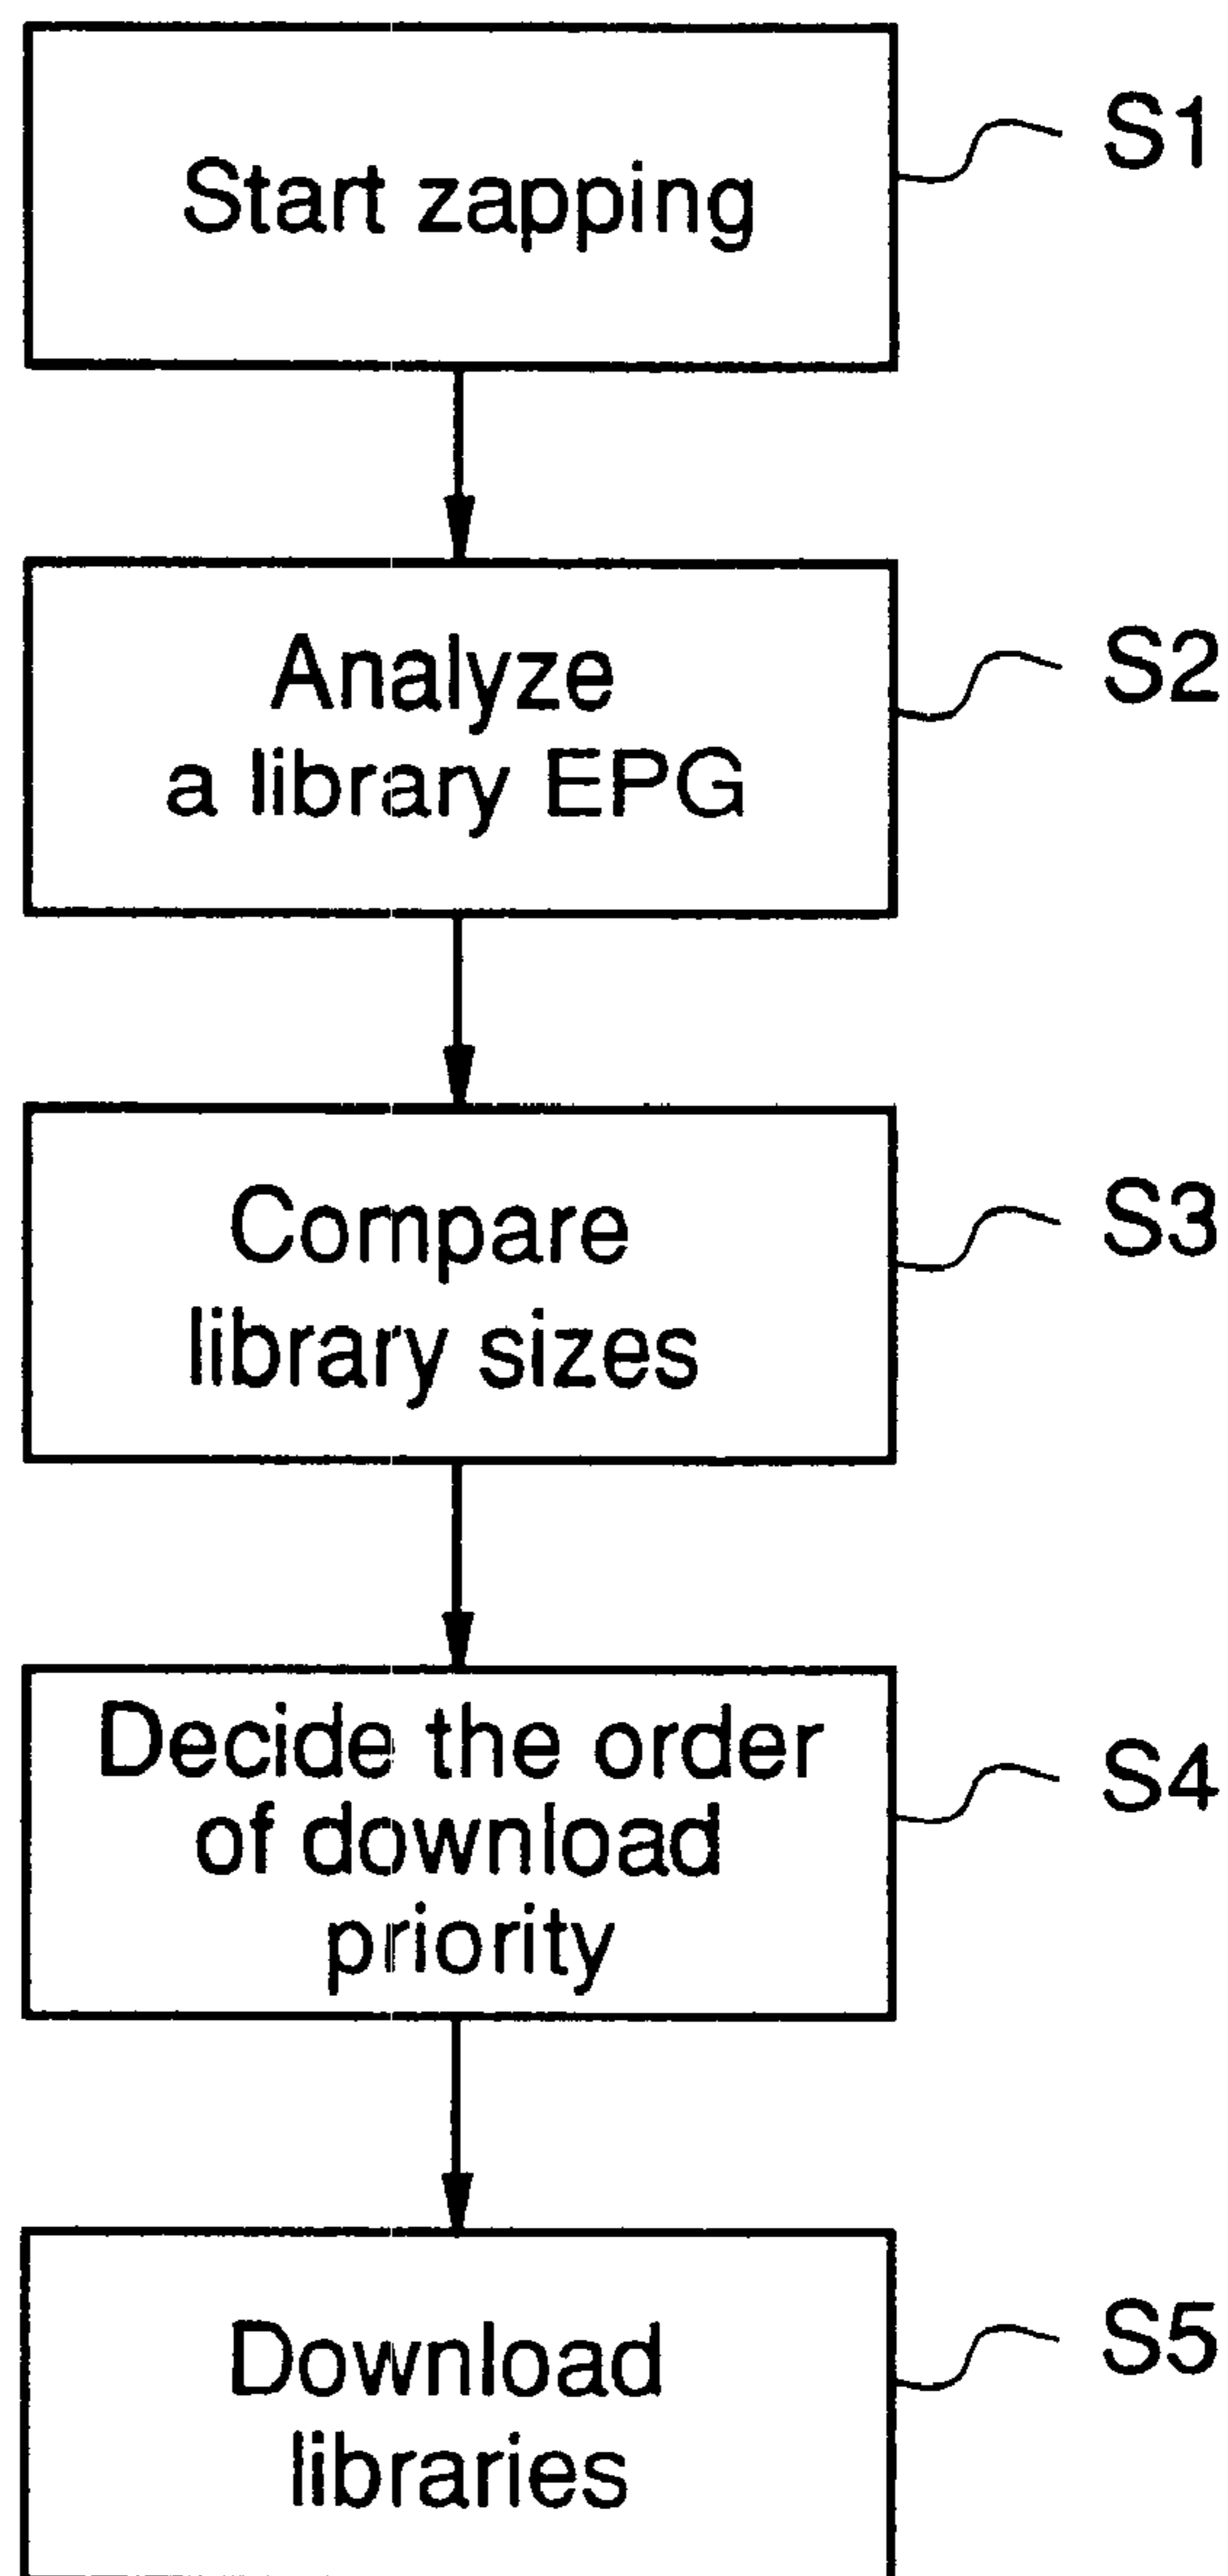 Start zapping
S1
Analyze
a library EPG
S2
Compare
library sizes
S3
Decide the order
of download
priority
S4
Download
libraries
S5